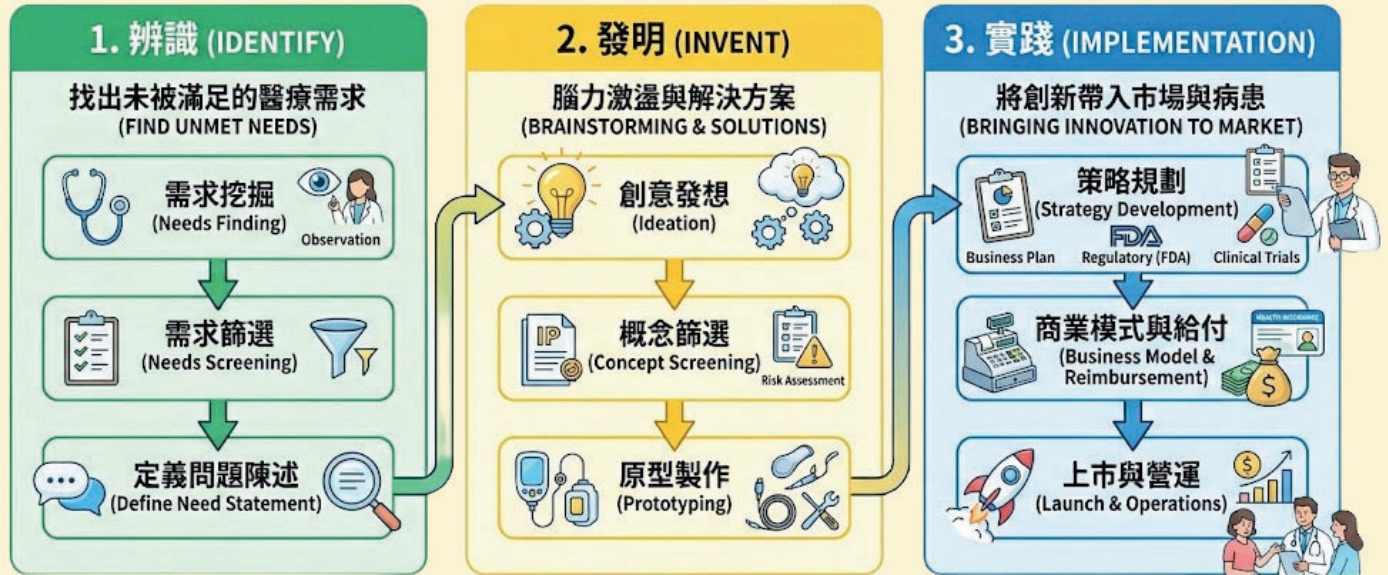 1. 辨識 (IDENTIFY)
找出未被滿足的醫療需求
(FIND UNMET NEEDS)
需求挖掘
(Needs Finding)
Observation
需求篩選
(Needs Screening)
定義問題陳述
(Define Need Statement)
2. 發明 (INVENT)
腦力激盪與解決方案
(BRAINSTORMING & SOLUTIONS)
創意發想
(Ideation)
IP
概念篩選
(Concept Screening)
Risk Assessment
原型製作
(Prototyping)
3. 實踐 (IMPLEMENTATION)
將創新帶入市場與病患
(BRINGING INNOVATION TO MARKET)
策略規劃
(Strategy Development)
FDA
Business Plan
Regulatory (FDA)
Clinical Trials
商業模式與給付
(Business Model &
Reimbursement)
HEALTH INSURANCE
$
上市與營運
(Launch & Operations)
$